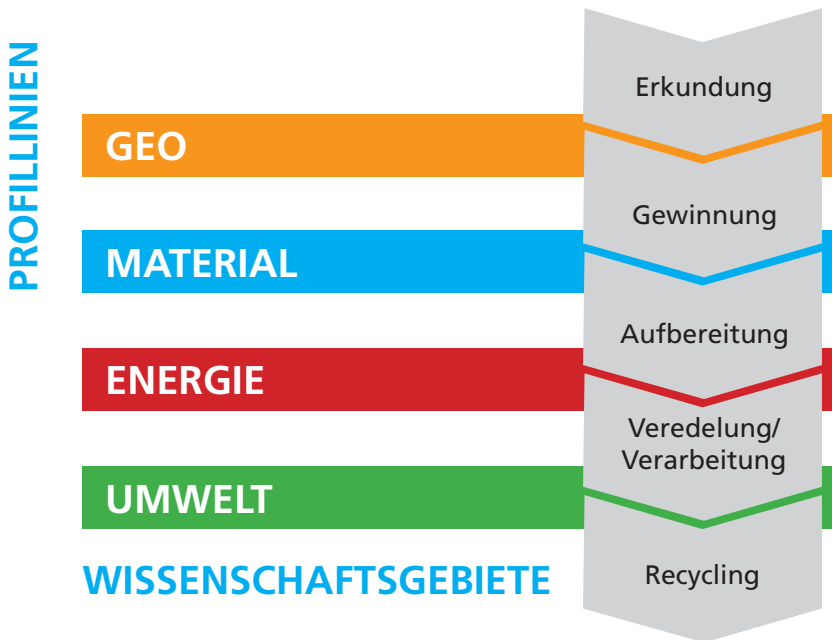 PROFILLINIEN
GEO
MATERIAL
ENERGIE
UMWELT
WISSENSCHAFTSGEBIETE
Erkundung
Gewinnung
Aufbereitung
Veredelung/
Verarbeitung
Recycling